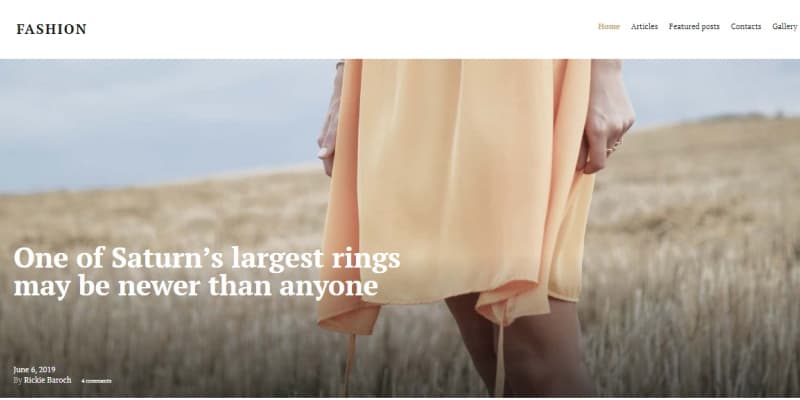 FASHION
Home Articles Featured posts Contacts Gallery
One of Saturn's largest rings
may be newer than anyone
June 6, 2019
By Rickie Baroch 4 comments